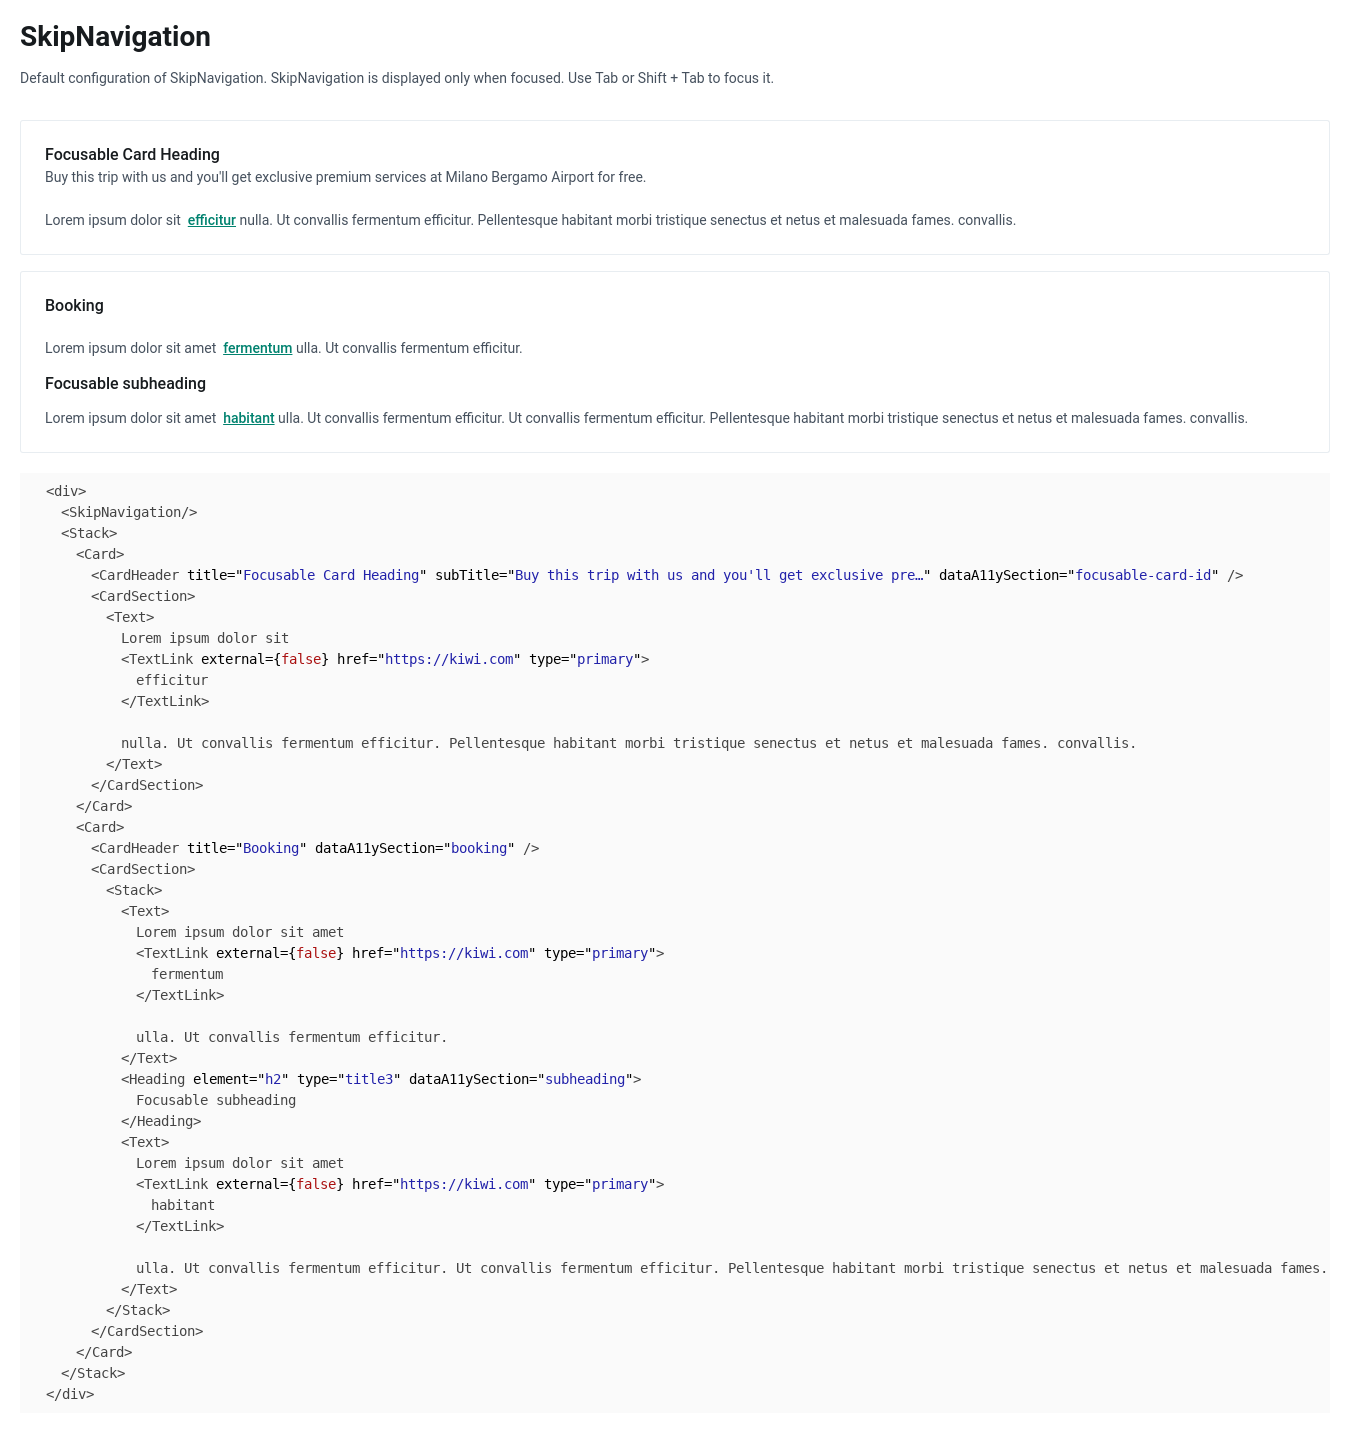 SkipNavigation
Default configuration of SkipNavigation. SkipNavigation is displayed only when focused. Use Tab or Shift + Tab to focus it.
Focusable Card Heading
Buy this trip with us and you'll get exclusive premium services at Milano Bergamo Airport for free.
Lorem ipsum dolor sit efficitur nulla. Ut convallis fermentum efficitur. Pellentesque habitant morbi tristique senectus et netus et malesuada fames. convallis.
Booking
Lorem ipsum dolor sit amet fermentum ulla. Ut convallis fermentum efficitur.
Focusable subheading
Lorem ipsum dolor sit amet habitant ulla. Ut convallis fermentum efficitur. Ut convallis fermentum efficitur. Pellentesque habitant morbi tristique senectus et netus et malesuada fames. convallis.
<div>
<SkipNavigation/>
<Stack>
<Card>
<CardHeader title="Focusable Card Heading" subTitle="Buy this trip with us and you'll get exclusive pre…" dataA11ySection="focusable-card-id" />
<CardSection>
<Text>
Lorem ipsum dolor sit
<TextLink external={false} href="https://kiwi.com" type="primary">
efficitur
</TextLink>
nulla. Ut convallis fermentum efficitur. Pellentesque habitant morbi tristique senectus et netus et malesuada fames. convallis.
</Text>
</CardSection>
</Card>
<Card>
<CardHeader title="Booking" dataA11ySection="booking" />
<CardSection>
<Stack>
<Text>
Lorem ipsum dolor sit amet
<TextLink external={false} href="https://kiwi.com" type="primary">
fermentum
</TextLink>
ulla. Ut convallis fermentum efficitur.
</Text>
<Heading element="h2" type="title3" dataA11ySection="subheading">
Focusable subheading
</Heading>
<Text>
Lorem ipsum dolor sit amet
<TextLink external={false} href="https://kiwi.com" type="primary">
habitant
</TextLink>
ulla. Ut convallis fermentum efficitur. Ut convallis fermentum efficitur. Pellentesque habitant morbi tristique senectus et netus et malesuada fames.
</Text>
</Stack>
</CardSection>
</Card>
</Stack>
</div>